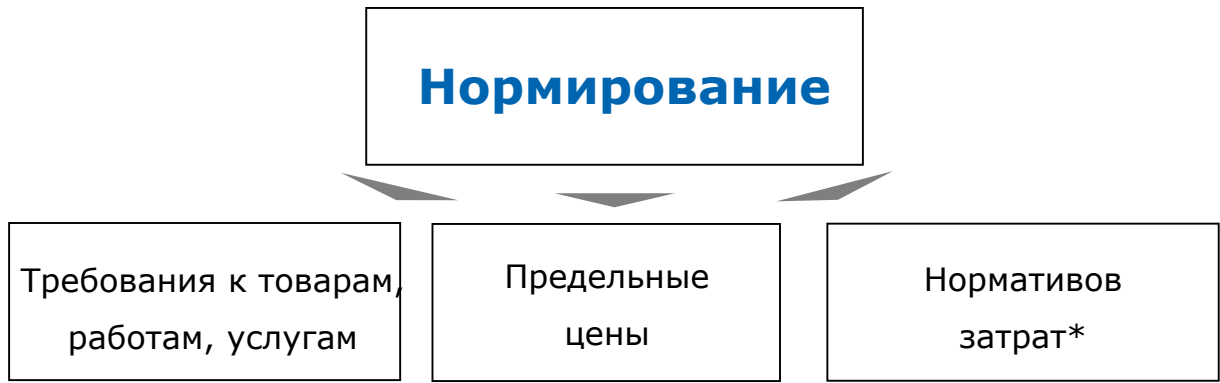 Нормирование
Требования к товарам,
работам, услугам
Предельные
цены
Нормативов
затрат*